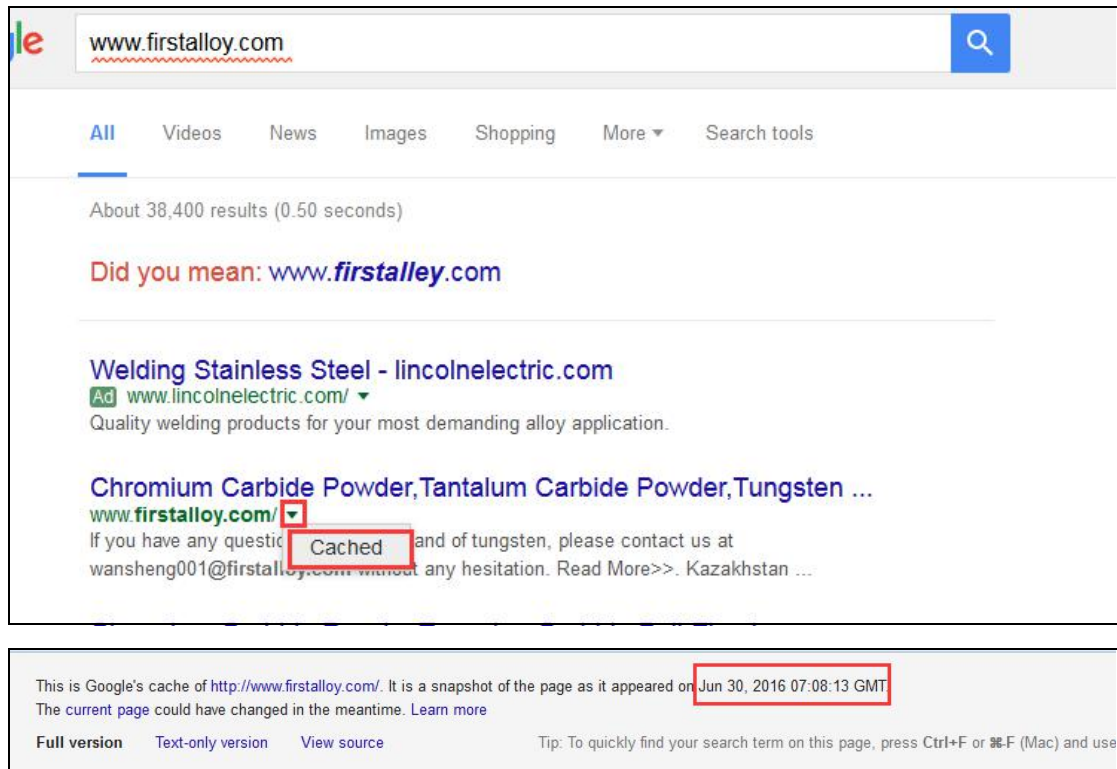 le www.firstalloy.com
All Videos News Images Shopping More Search tools
About 38,400 results (0.50 seconds)
Did you mean: www.firstalley.com
Welding Stainless Steel - lincolnelectric.com
Ad www.lincolnelectric.com/
Quality welding products for your most demanding alloy application.
Chromium Carbide Powder,Tantalum Carbide Powder,Tungsten ...
www.firstalloy.com/
If you have any questio Cached and of tungsten, please contact us at
wansheng001@firstalloy.com without any hesitation. Read More>>. Kazakhstan ...
This is Google's cache of http://www.firstalloy.com/. It is a snapshot of the page as it appeared on Jun 30, 2016 07:08:13 GMT.
The current page could have changed in the meantime. Learn more
Full version Text-only version View source Tip: To quickly find your search term on this page, press Ctrl+F or ⌘-F (Mac) and use